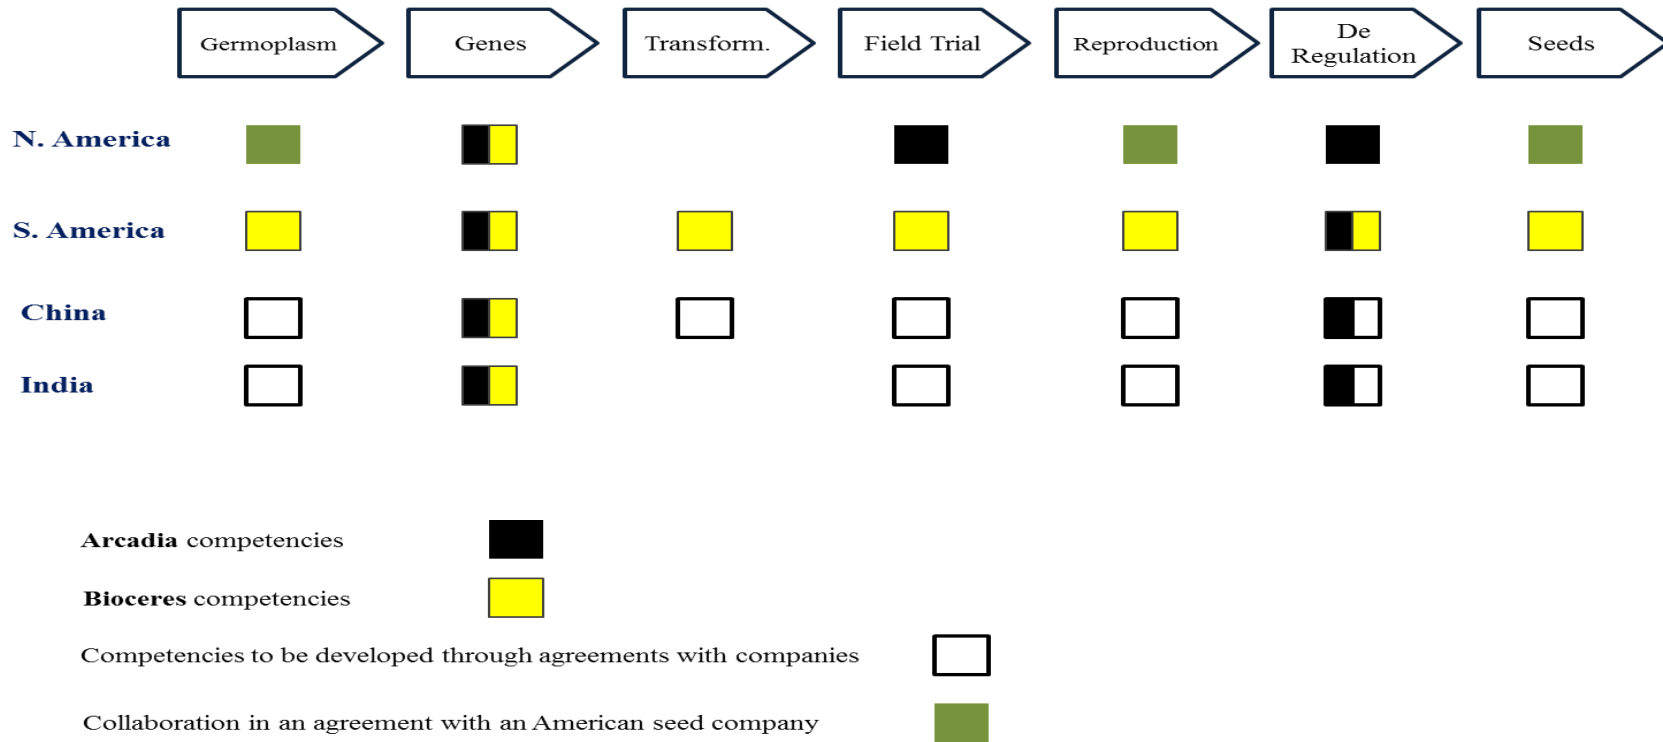 Germoplasm
Genes
Transform.
Field Trial
Reproduction
De
Regulation
Seeds
N. America
S. America
China
India
Arcadia competencies
Bioceres competencies
Competencies to be developed through agreements with companies
Collaboration in an agreement with an American seed company